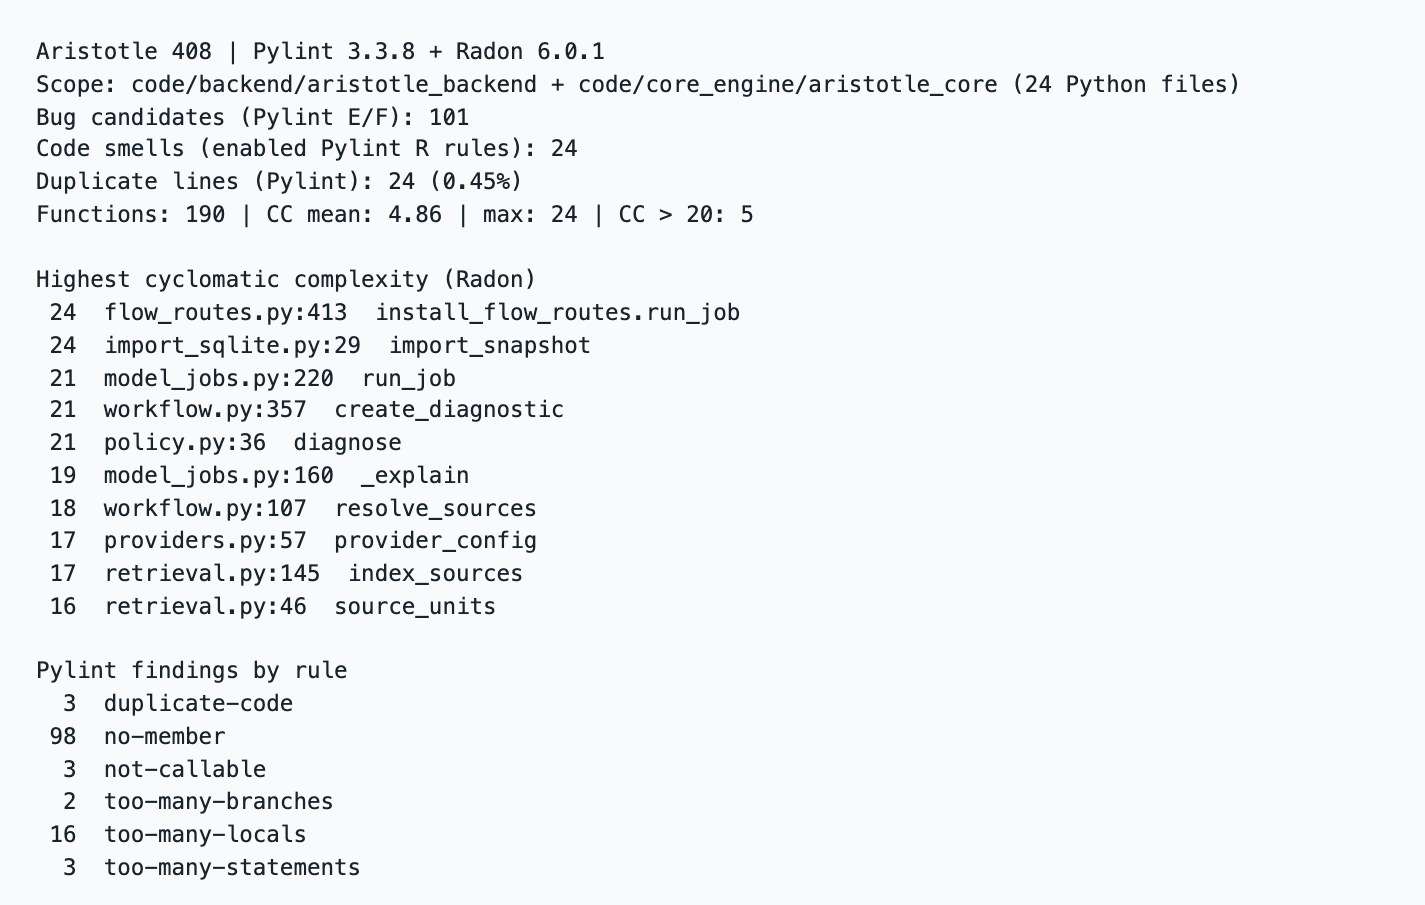 Aristotle 408 | Pylint 3.3.8 + Radon 6.0.1
Scope: code/backend/aristotle_backend + code/core_engine/aristotle_core (24 Python files)
Bug candidates (Pylint E/F): 101
Code smells (enabled Pylint R rules): 24
Duplicate lines (Pylint): 24 (0.45%)
Functions: 190 | CC mean: 4.86 | max: 24 | CC > 20: 5
Highest cyclomatic complexity (Radon)
24 flow_routes.py:413 install_flow_routes.run_job
24 import_sqlite.py:29 import_snapshot
21 model_jobs.py:220 run_job
21 workflow.py:357 create_diagnostic
21 policy.py:36 diagnose
19 model_jobs.py:160 _explain
18 workflow.py:107 resolve_sources
17 providers.py:57 provider_config
17 retrieval.py:145 index_sources
16 retrieval.py:46 source_units
Pylint findings by rule
3 duplicate-code
98 no-member
3 not-callable
2 too-many-branches
16 too-many-locals
3 too-many-statements